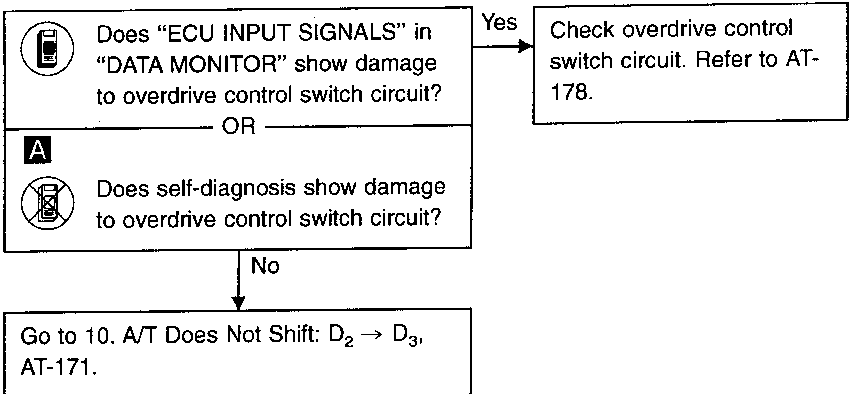 Does “ECU INPUT SIGNALS” in
“DATA MONITOR” show damage
to overdrive control switch circuit?
Yes
Check overdrive control
switch circuit. Refer to AT-
178.
OR
A
Does self-diagnosis show damage
to overdrive control switch circuit?
No
Go to 10. A/T Does Not Shift: D₂ → D₃,
AT-171.